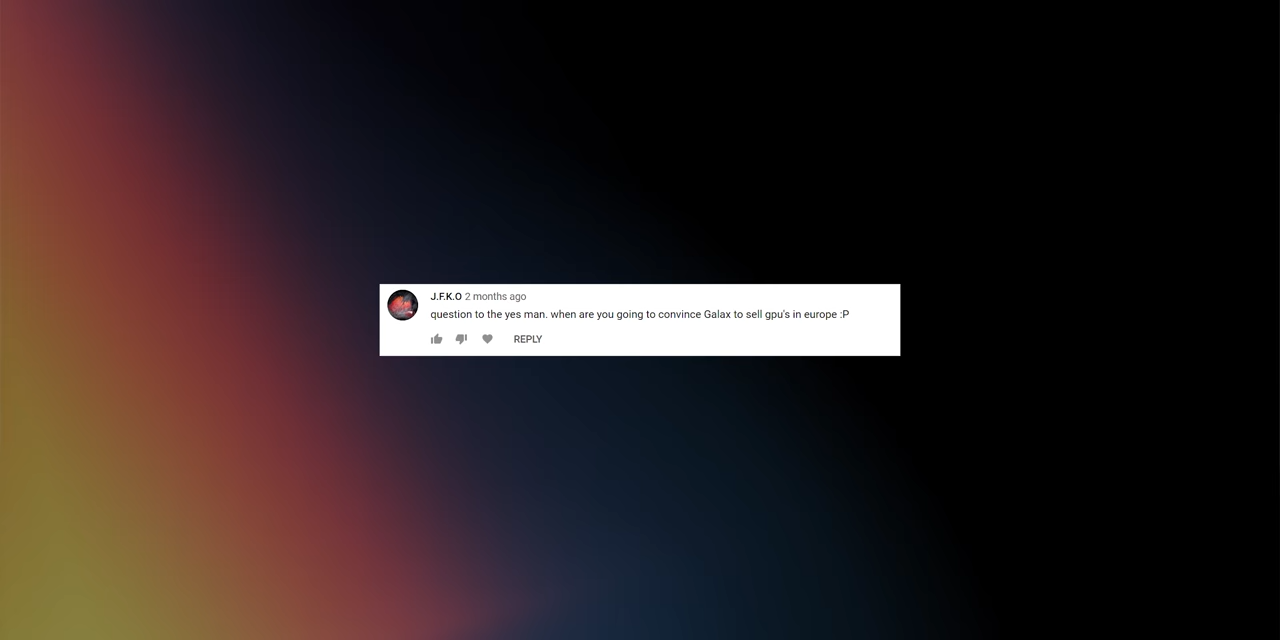 J.F.K.O 2 months ago
question to the yes man. when are you going to convince Galax to sell gpu's in europe :P
REPLY